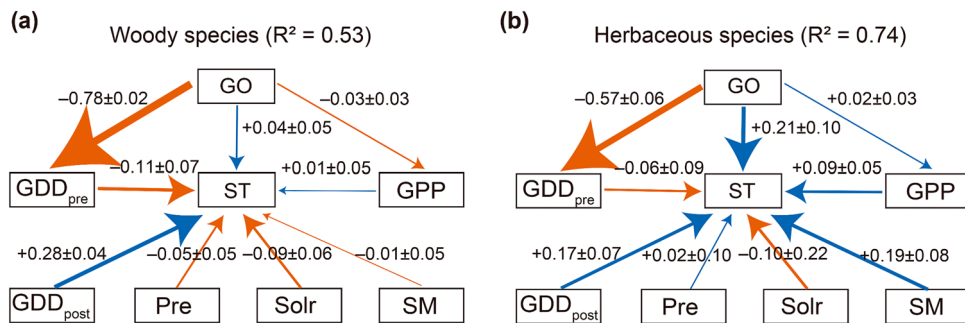 (a)
Woody species (R² = 0.53)
GO
−0.78±0.02
−0.03±0.03
+0.04±0.05
−0.11±0.07
+0.01±0.05
GDDpre
ST
GPP
+0.28±0.04
−0.05±0.05
−0.09±0.06
−0.01±0.05
GDDpost
Pre
Solr
SM
(b)
Herbaceous species (R² = 0.74)
GO
−0.57±0.06
+0.02±0.03
+0.21±0.10
−0.06±0.09
+0.09±0.05
GDDpre
ST
GPP
+0.17±0.07
+0.02±0.10
−0.10±0.22
+0.19±0.08
GDDpost
Pre
Solr
SM